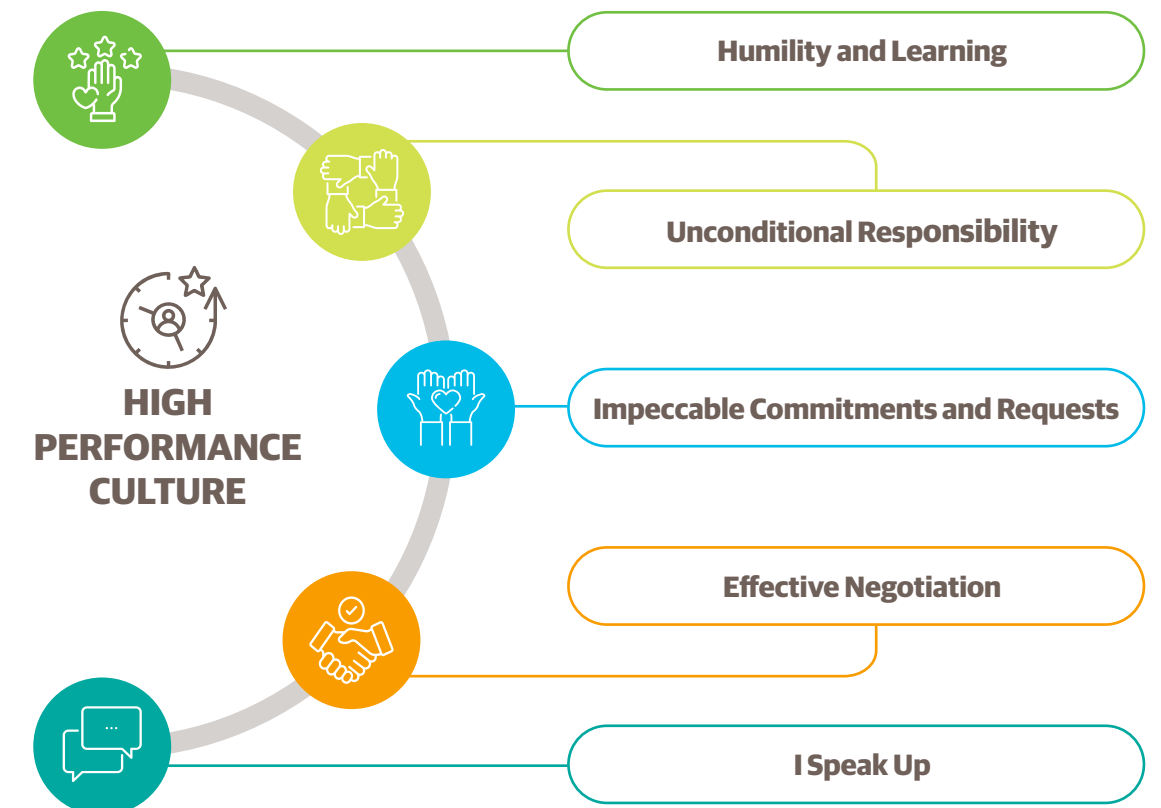 Humility and Learning
Unconditional Responsibility
HIGH
PERFORMANCE
CULTURE
Impeccable Commitments and Requests
Effective Negotiation
I Speak Up